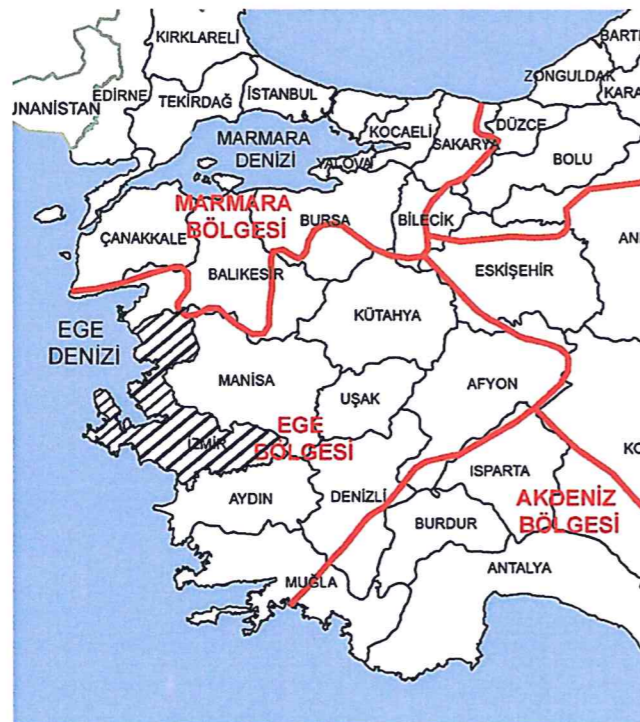 KIRKLARELİ
BARTI
ZONGULDAK
EDİRNE
İSTANBUL
KARA
UNANİSTAN
TEKİRDAĞ
DÜZCE
KOCAELİ
SAKARYA
MARMARA
DENİZİ
YALOVA
BOLU
MARMARA
BÖLGESİ
BURSA
BİLECİK
ÇANAKKALE
AN
ESKİŞEHİR
BALIKESİR
KÜTAHYA
EGE
DENİZİ
MANİSA
AFYON
UŞAK
EGE
BÖLGESİ
İZMİR
KO
ISPARTA
AYDIN
DENİZLİ
AKDENİZ
BÖLGESİ
BURDUR
ANTALYA
MUĞLA